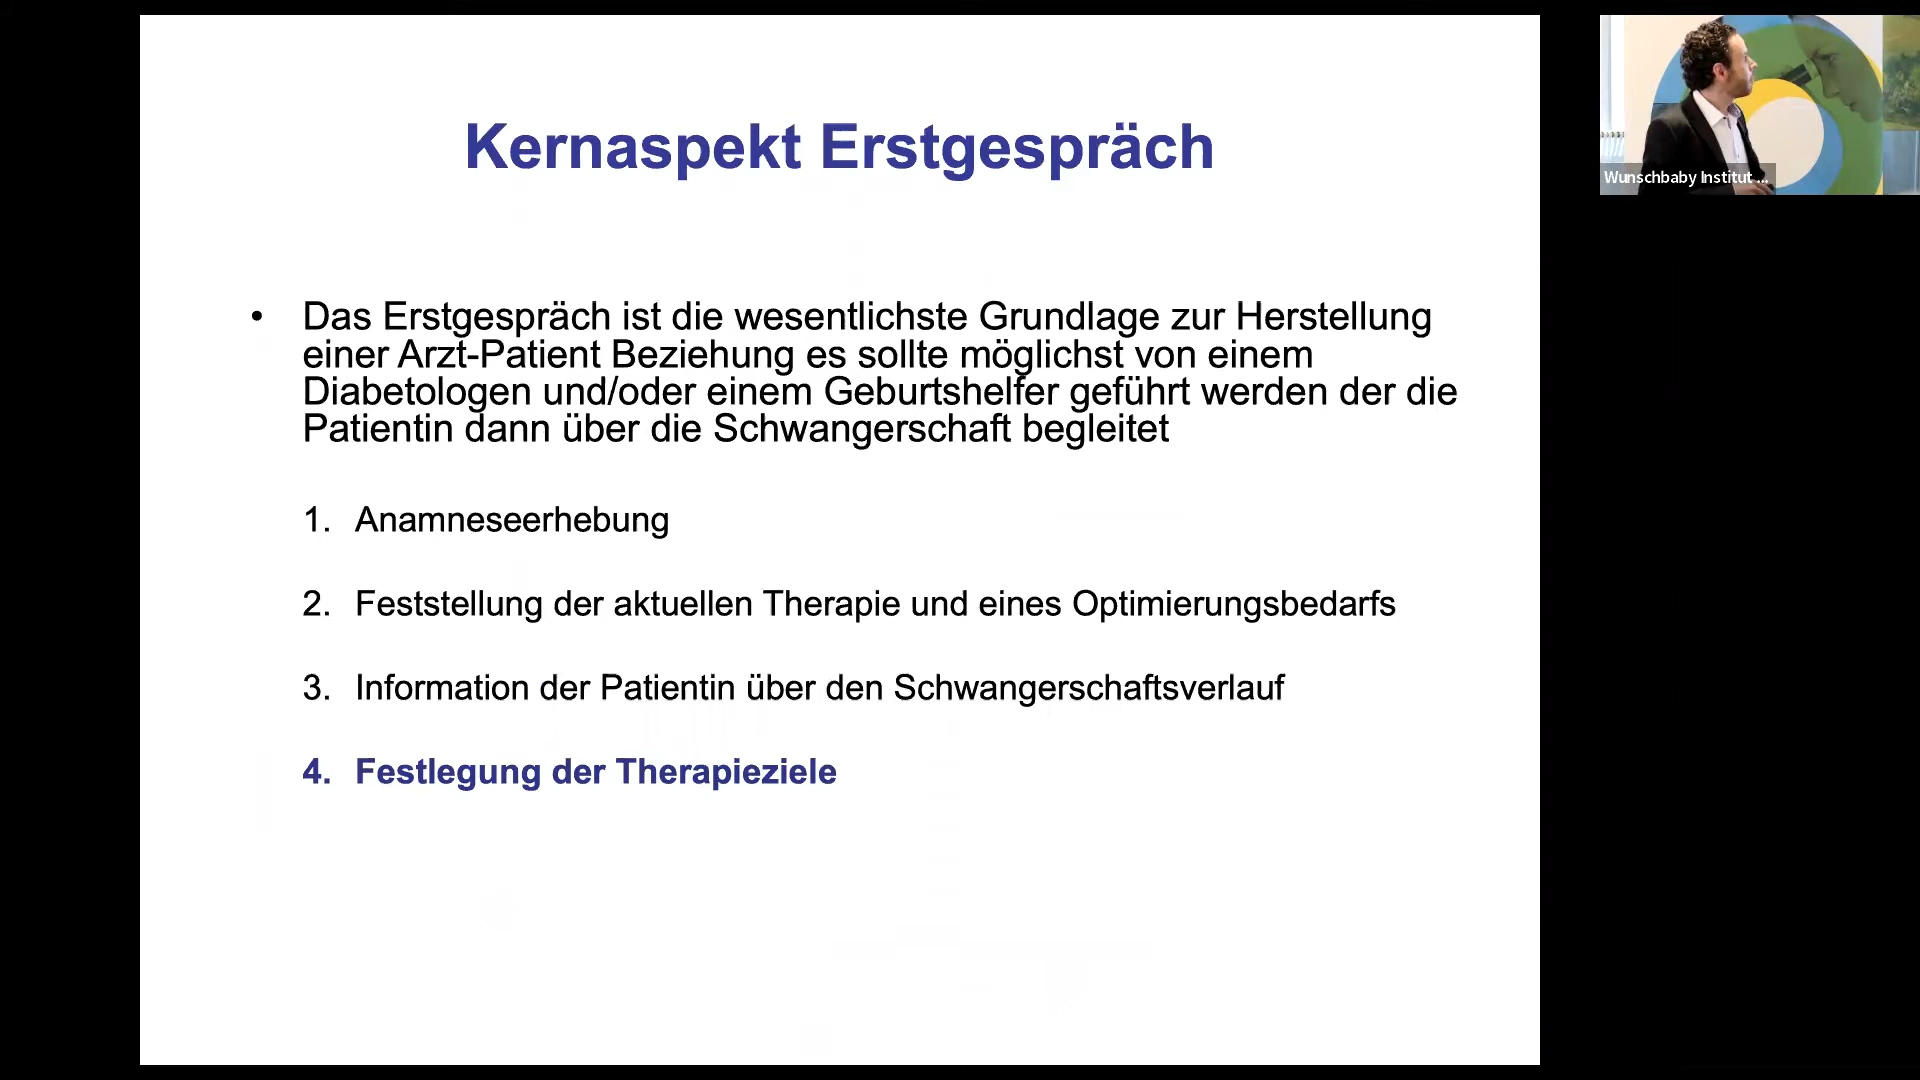 Kernaspekt Erstgespräch
• Das Erstgespräch ist die wesentlichste Grundlage zur Herstellung
einer Arzt-Patient Beziehung es sollte möglichst von einem
Diabetologen und/oder einem Geburtshelfer geführt werden der die
Patientin dann über die Schwangerschaft begleitet
1. Anamneseerhebung
2. Feststellung der aktuellen Therapie und eines Optimierungsbedarfs
3. Information der Patientin über den Schwangerschaftsverlauf
4. Festlegung der Therapieziele
Wunschbaby Institut ...